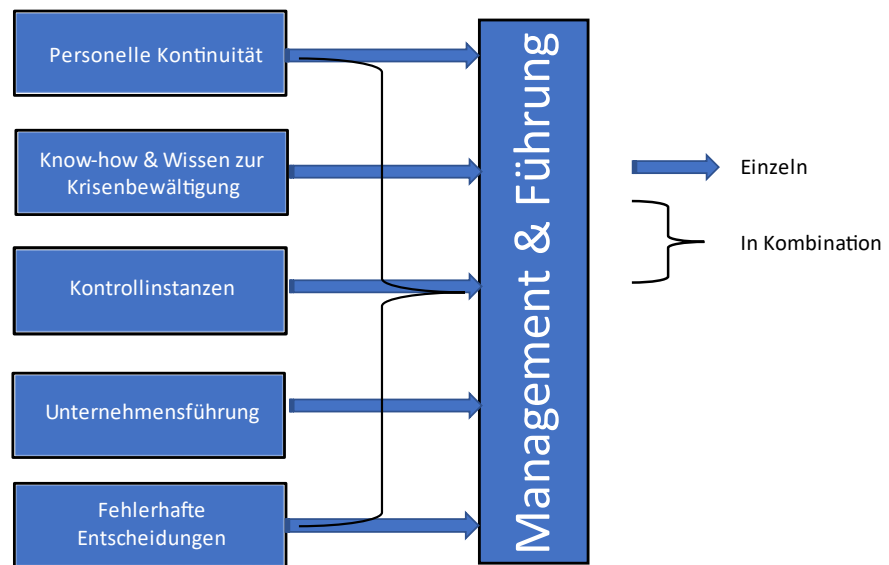 Personelle Kontinuität
Know-how & Wissen zur
Krisenbewältigung
Kontrollinstanzen
Unternehmensführung
Fehlerhafte
Entscheidungen
Management & Führung
Einzeln
In Kombination